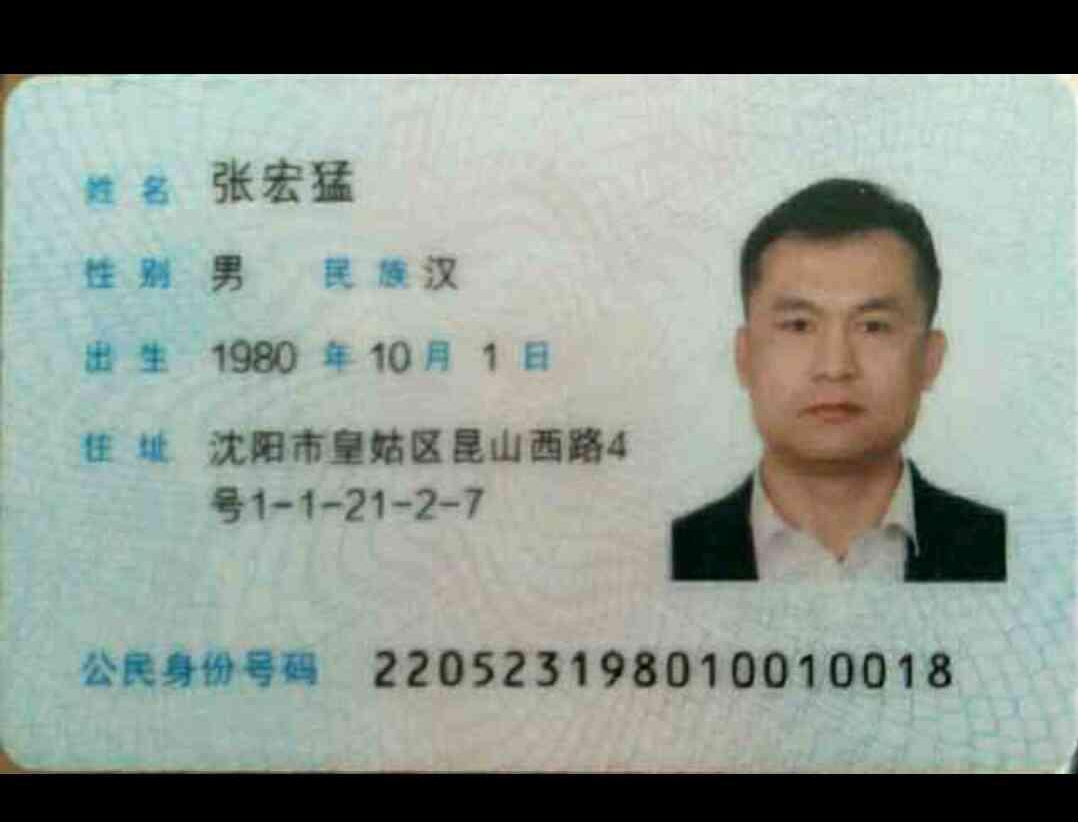 姓名 张宏猛
性别 男 民族 汉
出生 1980 年 10 月 1 日
住址 沈阳市皇姑区昆山西路4
号1-1-21-2-7
公民身份号码 220523198010010018